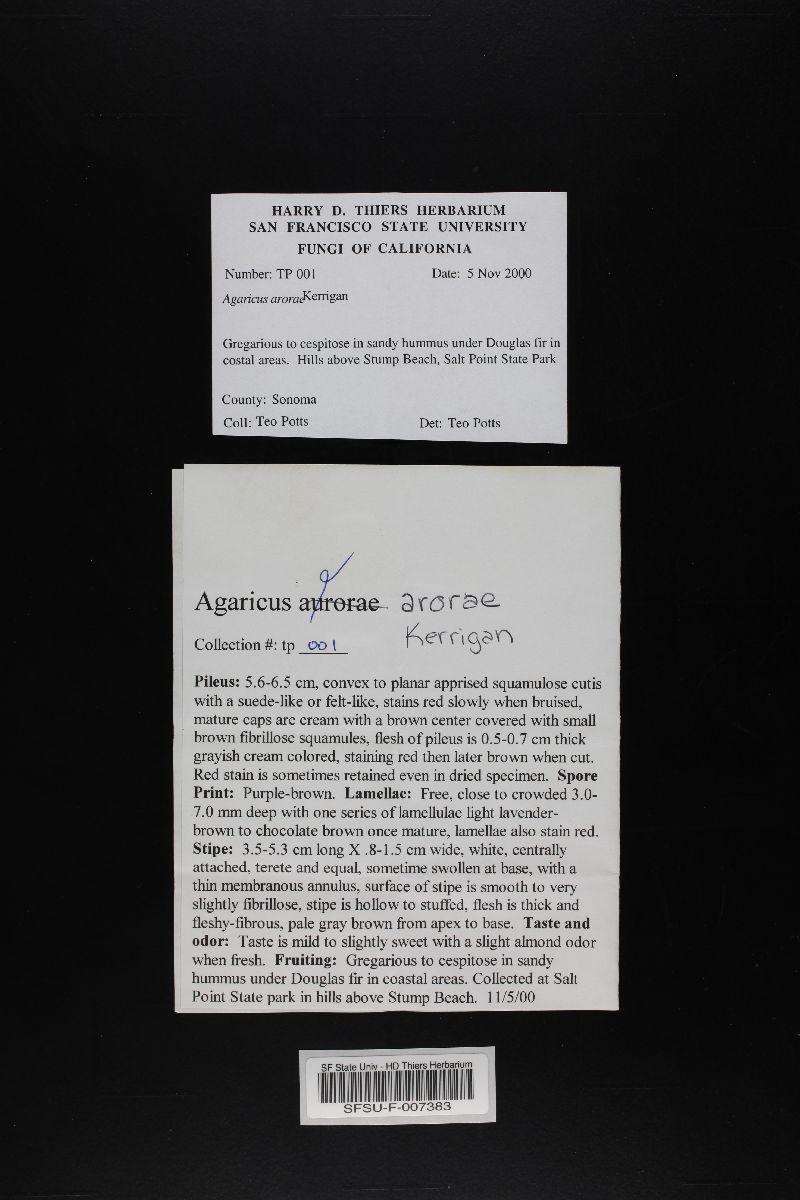 HARRY D. THIERS HERBARIUM
SAN FRANCISCO STATE UNIVERSITY
FUNGI OF CALIFORNIA
Number: TP 001 Date: 5 Nov 2000
Agaricus arorae Kerrigan
Gregarious to cespitose in sandy hummus under Douglas fir in
costal areas. Hills above Stump Beach, Salt Point State Park
County: Sonoma
Coll: Teo Potts Det: Teo Potts
Agaricus aurorae arorae
Kerrigan
Collection #: tp 001
Pileus: 5.6-6.5 cm, convex to planar apprised squamulose cutis
with a suede-like or felt-like, stains red slowly when bruised,
mature caps are cream with a brown center covered with small
brown fibrillose squamules, flesh of pileus is 0.5-0.7 cm thick
grayish cream colored, staining red then later brown when cut.
Red stain is sometimes retained even in dried specimen. Spore
Print: Purple-brown. Lamellae: Free, close to crowded 3.0-
7.0 mm deep with one series of lamellulae light lavender-
brown to chocolate brown once mature, lamellae also stain red.
Stipe: 3.5-5.3 cm long X .8-1.5 cm wide, white, centrally
attached, terete and equal, sometime swollen at base, with a
thin membranous annulus, surface of stipe is smooth to very
slightly fibrillose, stipe is hollow to stuffed, flesh is thick and
fleshy-fibrous, pale gray brown from apex to base. Taste and
odor: Taste is mild to slightly sweet with a slight almond odor
when fresh. Fruiting: Gregarious to cespitose in sandy
hummus under Douglas fir in coastal areas. Collected at Salt
Point State park in hills above Stump Beach. 11/5/00
SF State Univ - HD Thiers Herbarium
SFSU-F-007383